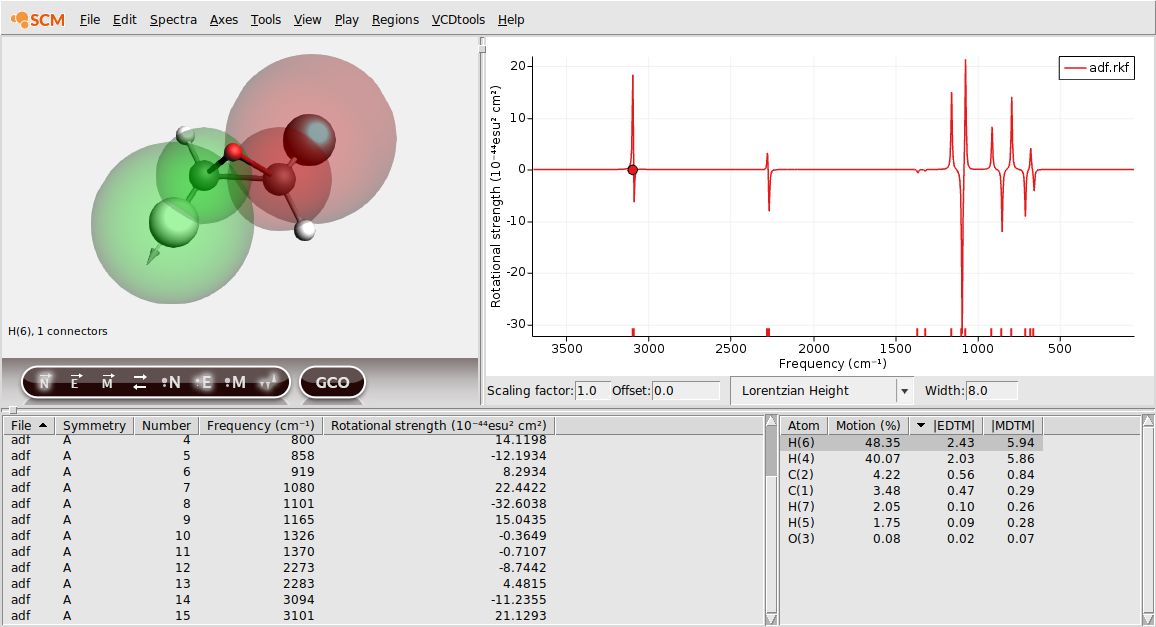 SCM File Edit Spectra Axes Tools View Play Regions VCDtools Help
H(6), 1 connectors
N E M N E M GCO
adf.rkf
20
10
0
-10
-20
-30
Rotational strength (10⁻⁴⁴esu² cm²)
3500 3000 2500 2000 1500 1000 500
Frequency (cm⁻¹)
Scaling factor: 1.0 Offset: 0.0 Lorentzian Height Width: 8.0
File Symmetry Number Frequency (cm⁻¹) Rotational strength (10⁻⁴⁴esu² cm²)
adf A 4 800 14.1198
adf A 5 858 -12.1934
adf A 6 919 8.2934
adf A 7 1080 22.4422
adf A 8 1101 -32.6038
adf A 9 1165 15.0435
adf A 10 1326 -0.3649
adf A 11 1370 -0.7107
adf A 12 2273 -8.7442
adf A 13 2283 4.4815
adf A 14 3094 -11.2355
adf A 15 3101 21.1293
Atom Motion (%) |EDTM| |MDTM|
H(6) 48.35 2.43 5.94
H(4) 40.07 2.03 5.86
C(2) 4.22 0.56 0.84
C(1) 3.48 0.47 0.29
H(7) 2.05 0.10 0.26
H(5) 1.75 0.09 0.28
O(3) 0.08 0.02 0.07